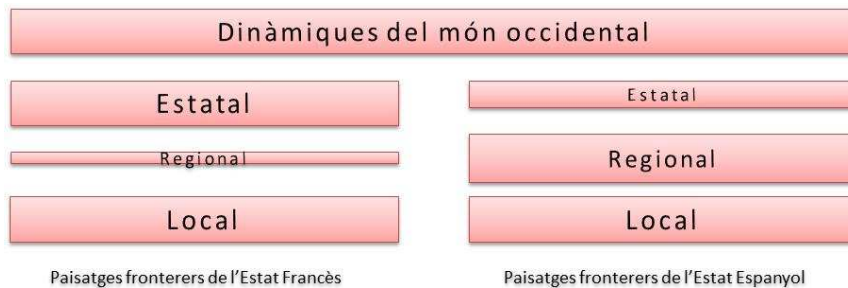 Dinàmiques del món occidental
Estatal
Regional
Local
Paisatges fronterers de l'Estat Francès
Estatal
Regional
Local
Paisatges fronterers de l'Estat Espanyol